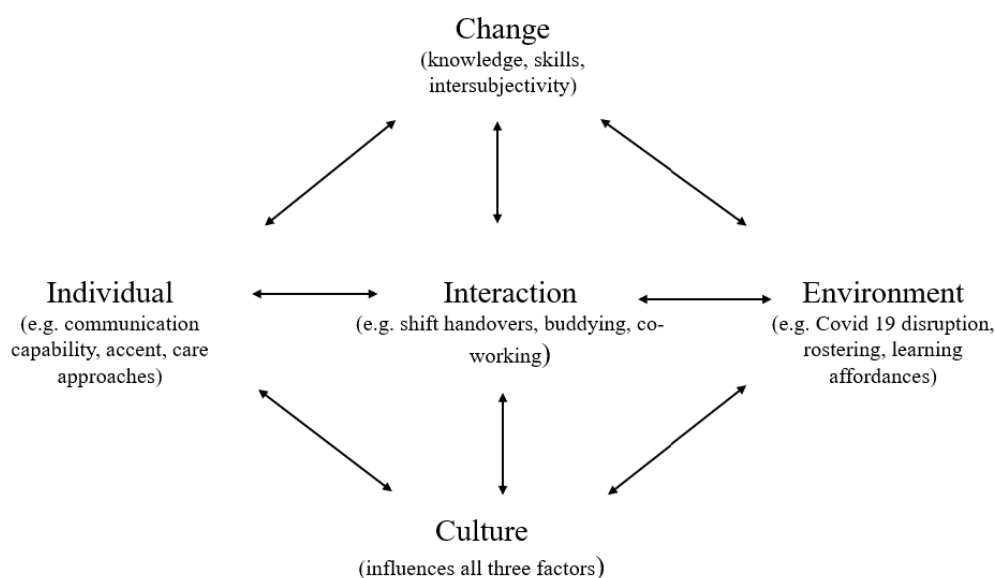 Change
(knowledge, skills,
intersubjectivity)
Individual
(e.g. communication
capability, accent, care
approaches)
Interaction
(e.g. shift handovers, buddying, co-
working)
Environment
(e.g. Covid 19 disruption,
rostering, learning
affordances)
Culture
(influences all three factors)